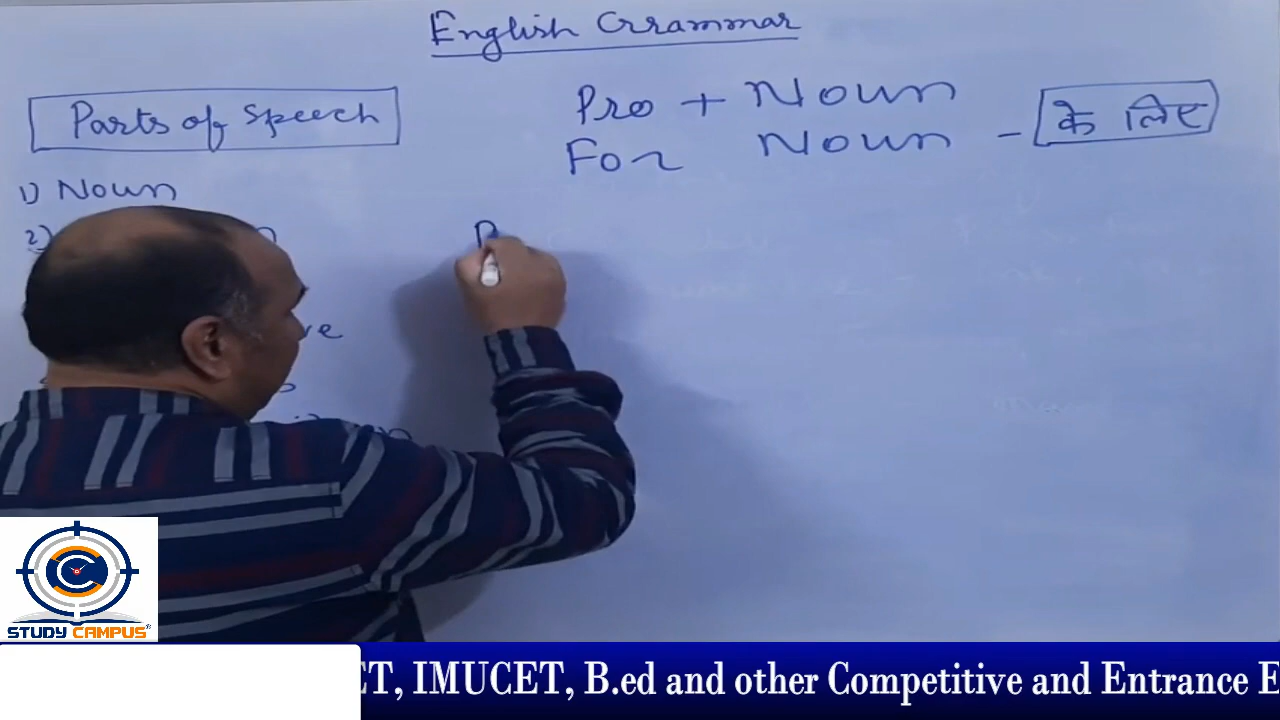 English Grammar
Parts of speech
Pro + Noun
For Noun - के लिए
1) Noun
2)
STUDY CAMPUS
ET, IMUCET, B.ed and other Competitive and Entrance E